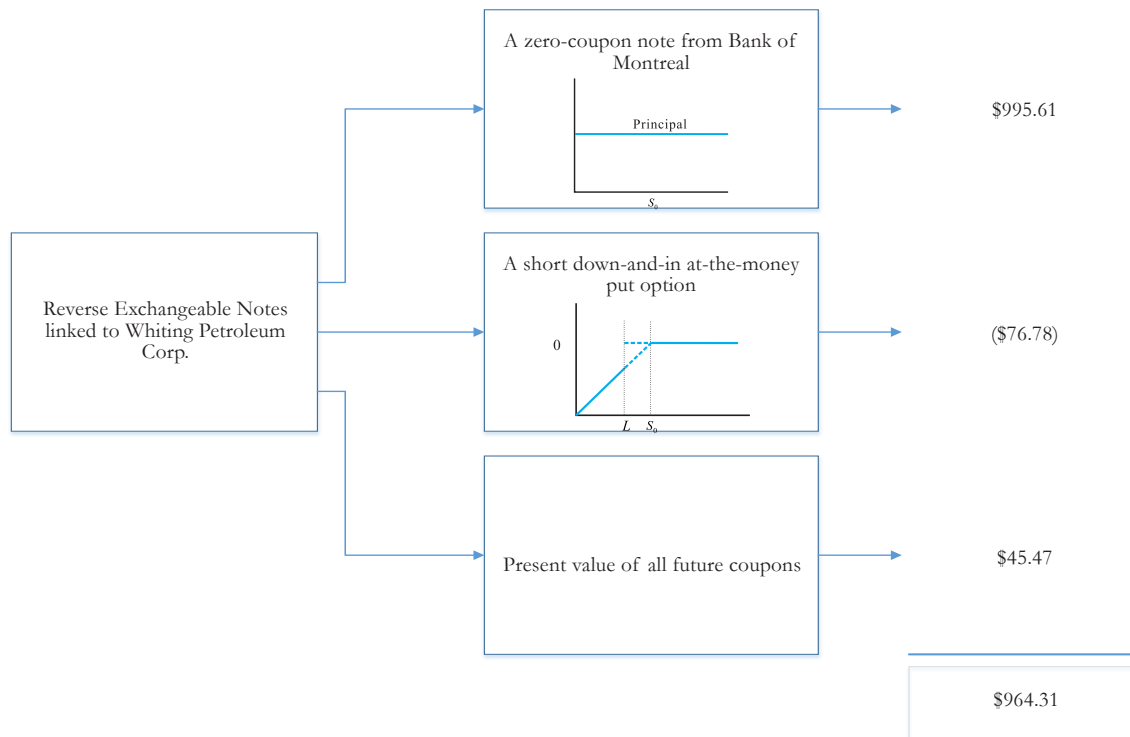 A zero-coupon note from Bank of
Montreal
Principal
S₀
$995.61
Reverse Exchangeable Notes
linked to Whiting Petroleum
Corp.
A short down-and-in at-the-money
put option
0
L S₀
($76.78)
Present value of all future coupons
$45.47
$964.31